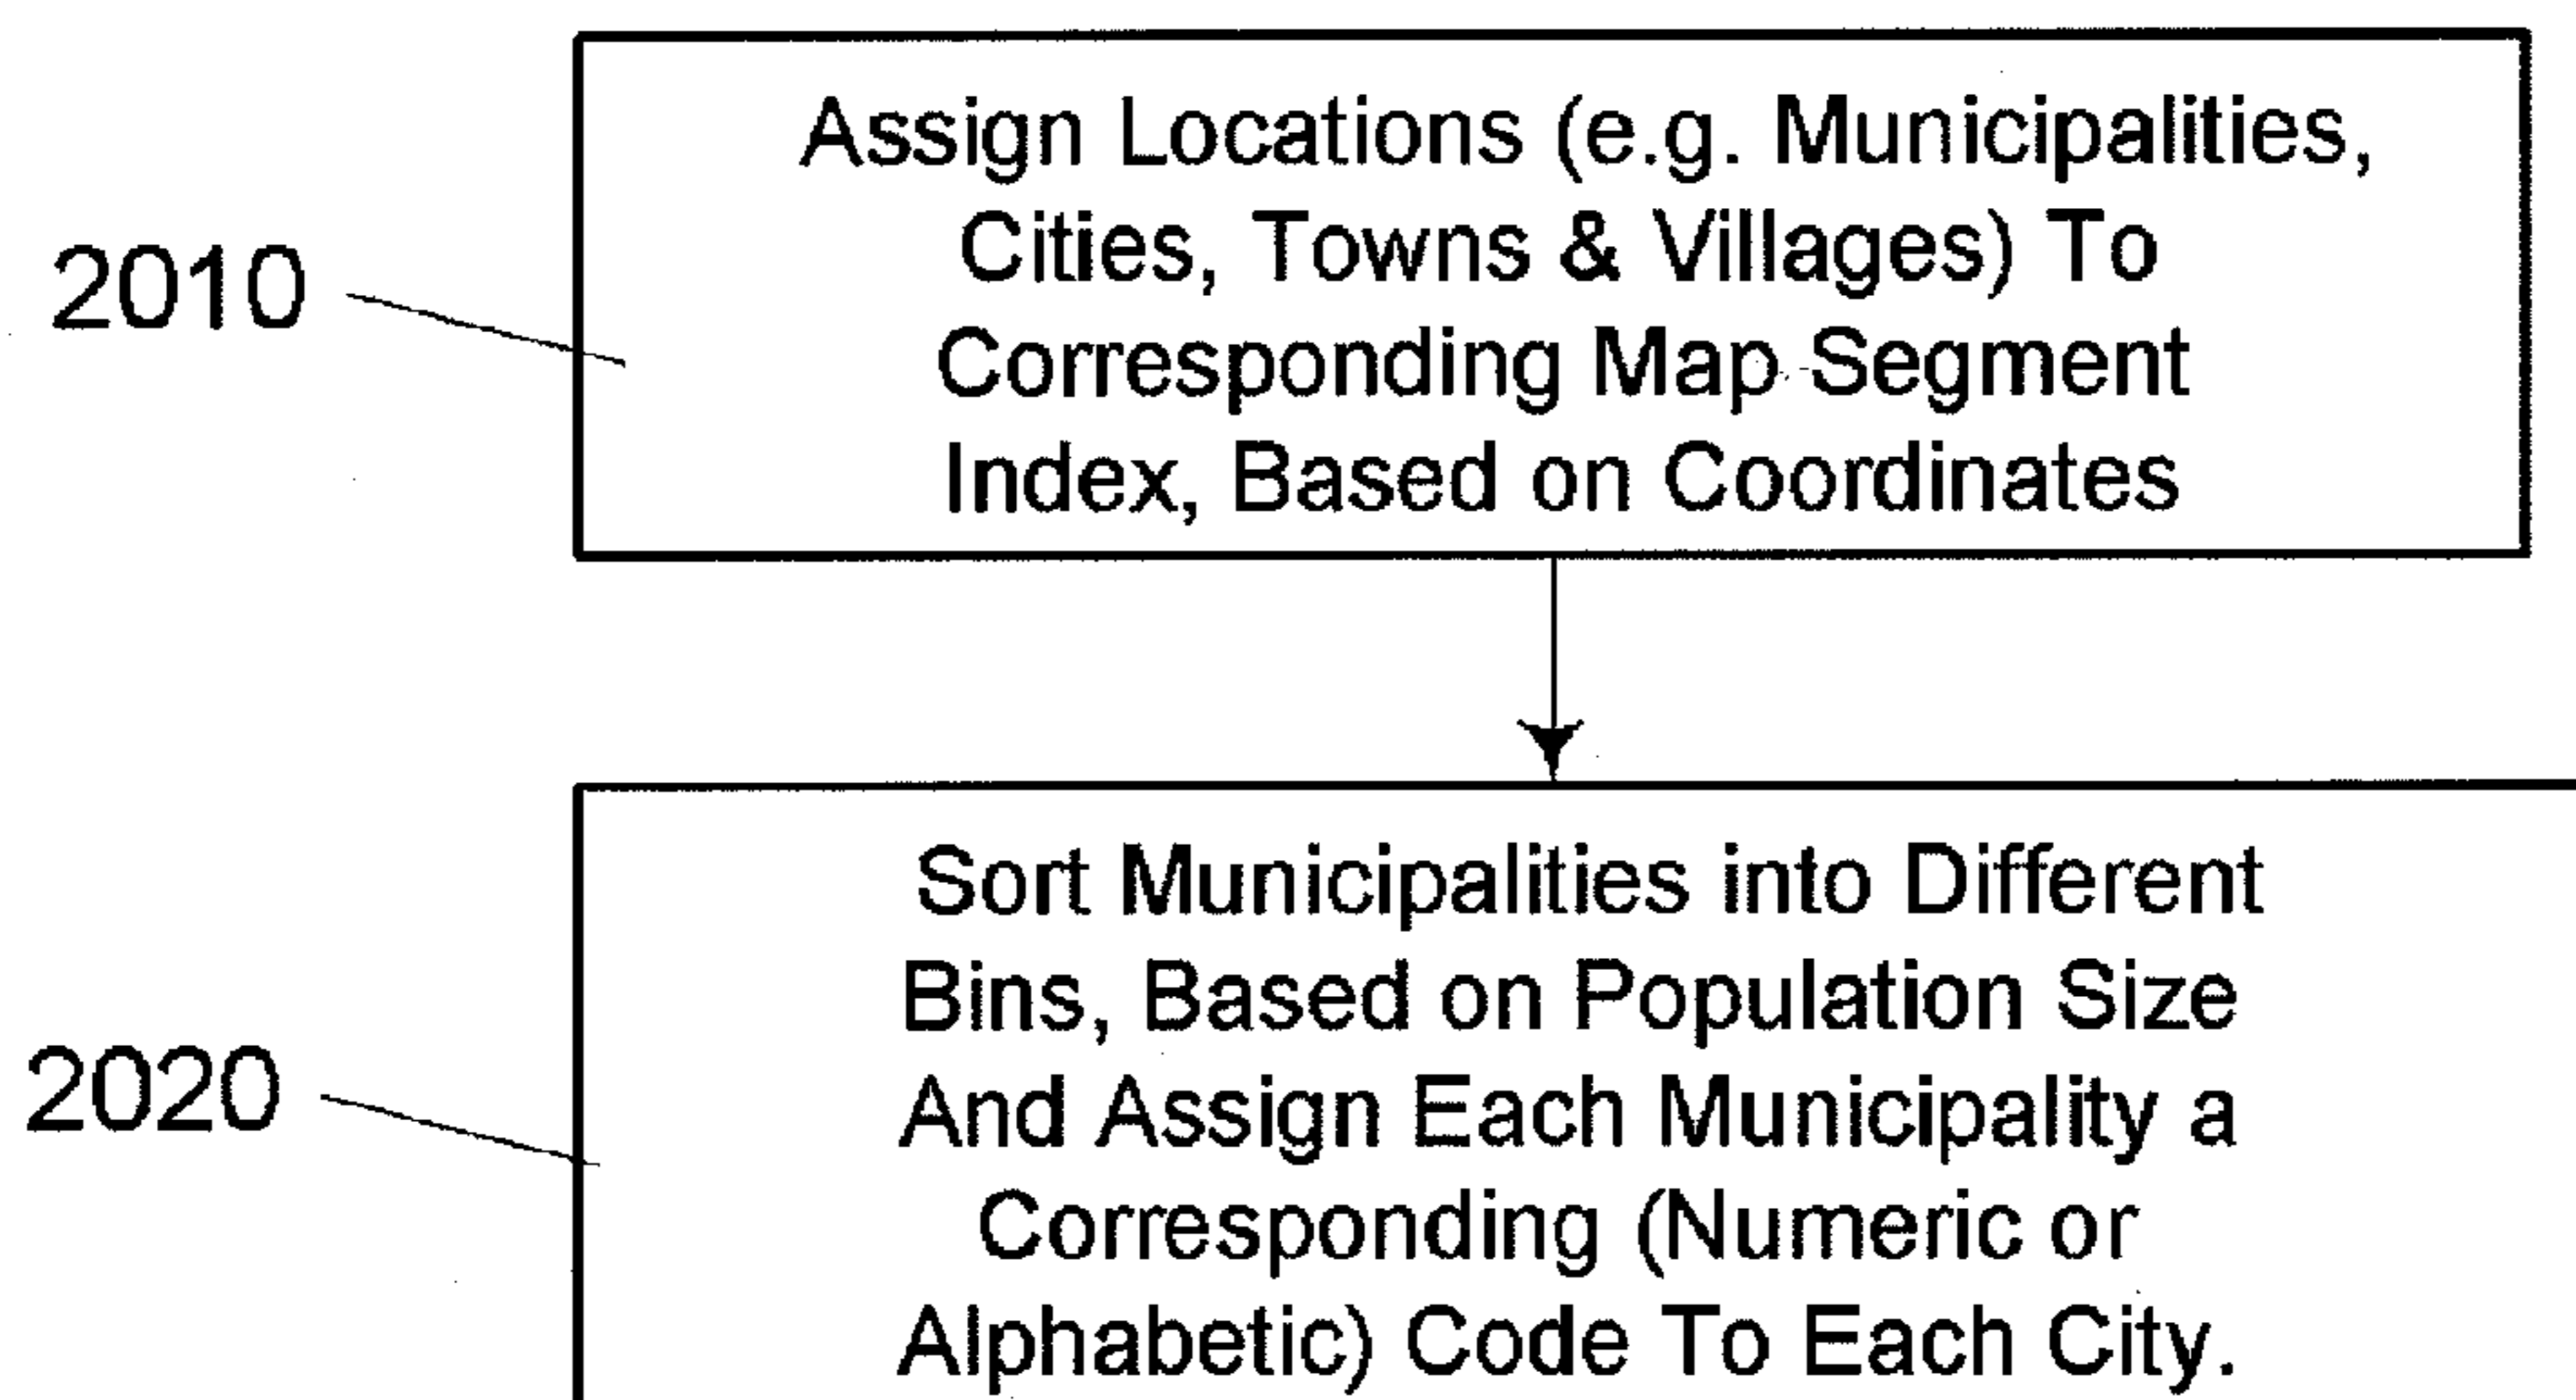 Assign Locations (e.g. Municipalities,
Cities, Towns & Villages) To
2010
Corresponding Map Segment
Index, Based on Coordinates
Sort Municipalities into Different
Bins, Based on Population Size
2020
And Assign Each Municipality a
Corresponding (Numeric or
Alphabetic) Code To Each City.